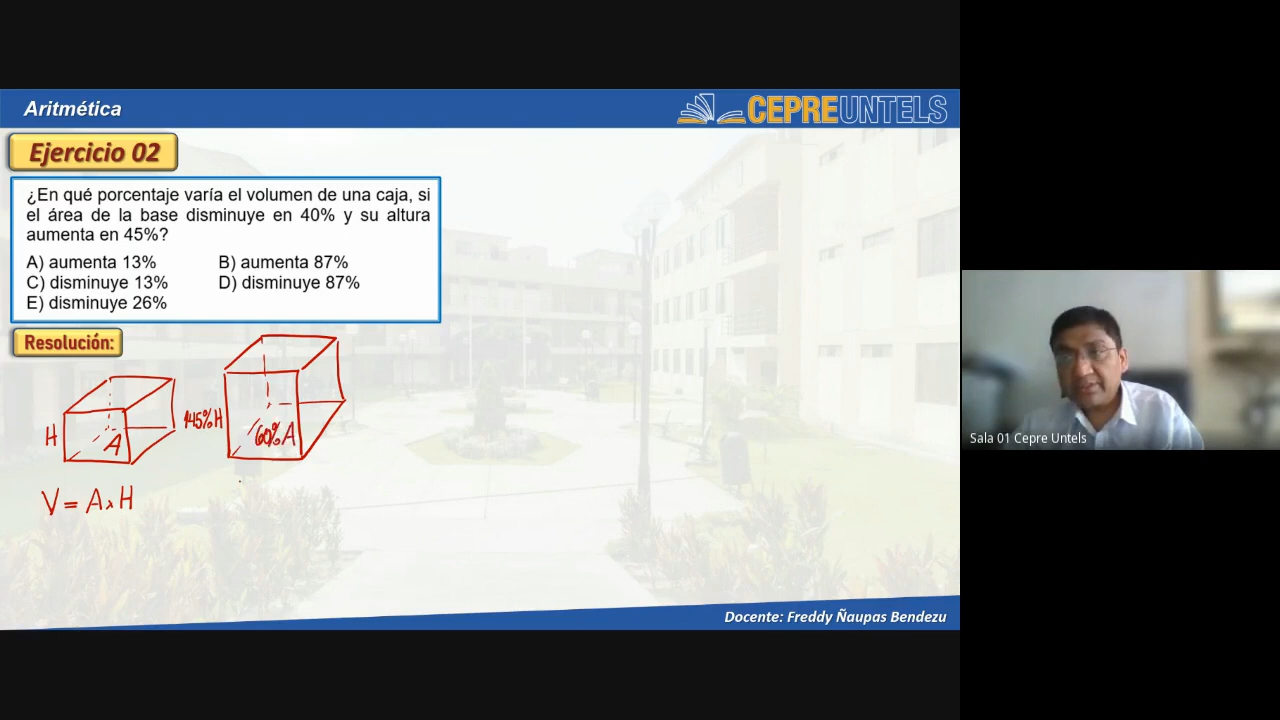 Aritmética
CEPREUNTELS
Ejercicio 02
¿En qué porcentaje varía el volumen de una caja, si
el área de la base disminuye en 40% y su altura
aumenta en 45%?
A) aumenta 13% B) aumenta 87%
C) disminuye 13% D) disminuye 87%
E) disminuye 26%
Resolución:
H
A
145%H
60%A
V = A x H
Sala 01 Cepre Untels
Docente: Freddy Ñaupas Bendezu